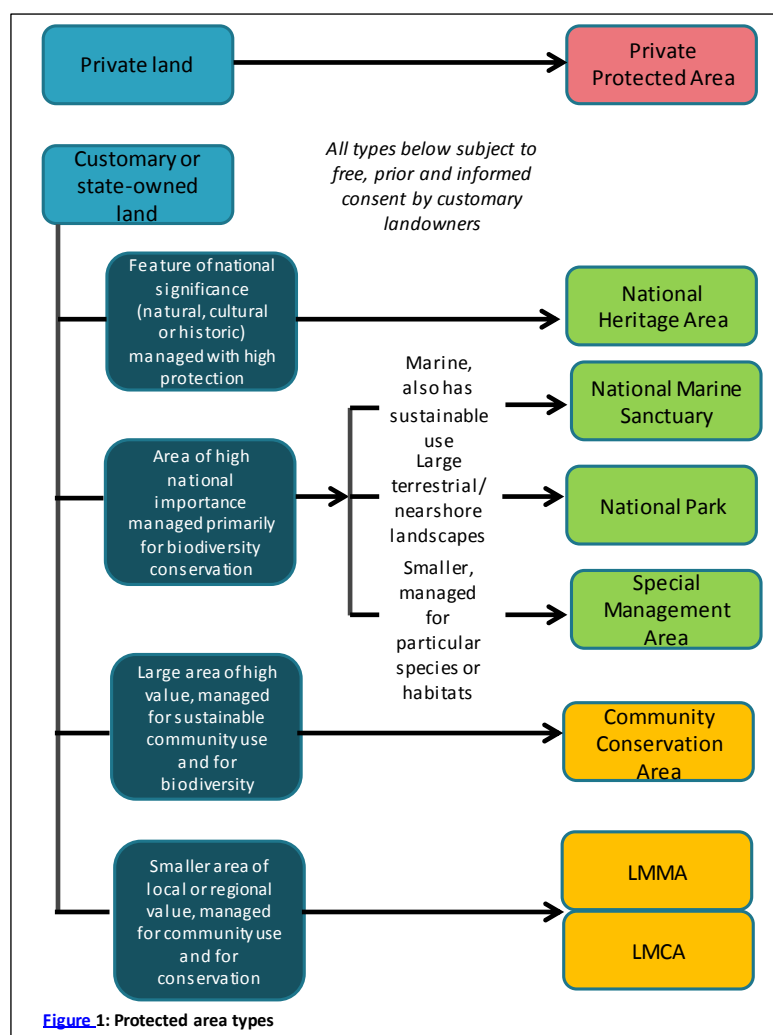 Private land
Private
Protected Area
Customary or
state-owned
land
All types below subject to
free, prior and informed
consent by customary
landowners
Feature of national
significance
(natural, cultural
or historic)
managed with high
protection
National
Heritage Area
Marine,
also has
sustainable
use
National Marine
Sanctuary
Area of high
national
importance
managed primarily
for biodiversity
conservation
Large
terrestrial/
nearshore
landscapes
National Park
Smaller,
managed
for
particular
species or
habitats
Special
Management
Area
Large area of high
value, managed
for sustainable
community use
and for
biodiversity
Community
Conservation
Area
Smaller area of
local or regional
value, managed
for community use
and for
conservation
LMMA
LMCA
Figure 1: Protected area types